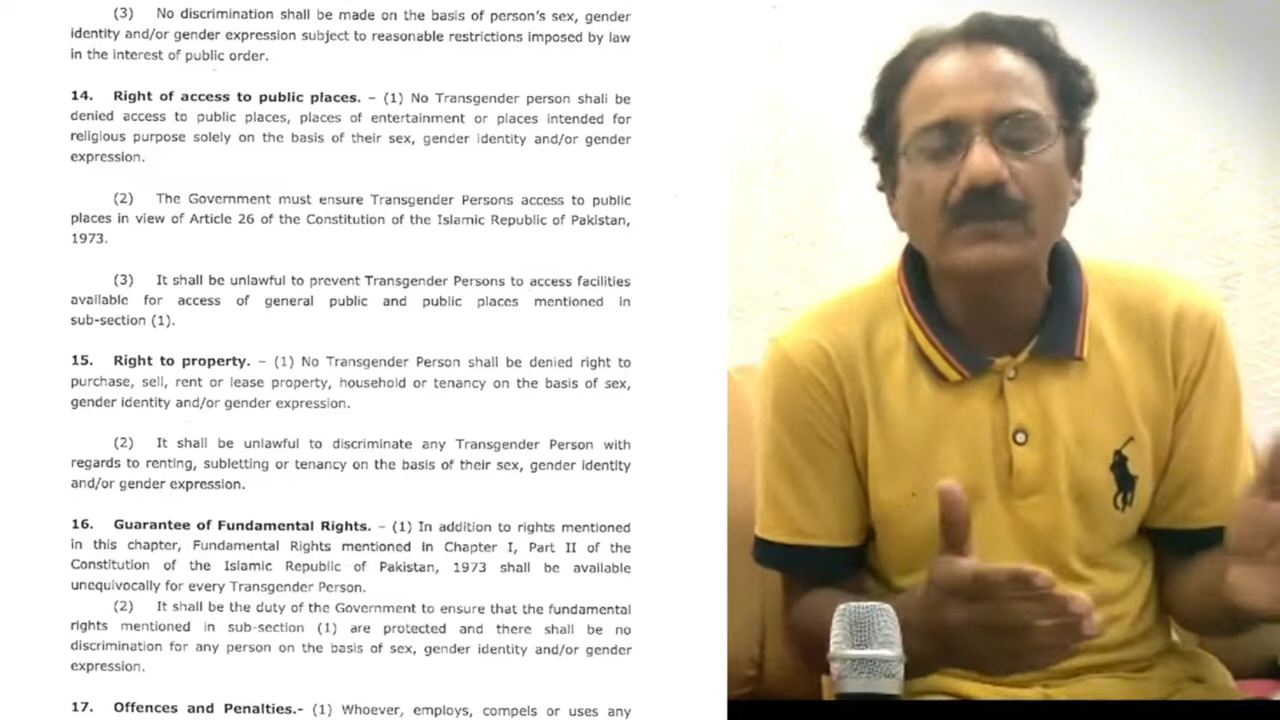 (3) No discrimination shall be made on the basis of person's sex, gender
identity and/or gender expression subject to reasonable restrictions imposed by law
in the interest of public order.
14. Right of access to public places. – (1) No Transgender person shall be
denied access to public places, places of entertainment or places intended for
religious purpose solely on the basis of their sex, gender identity and/or gender
expression.
(2) The Government must ensure Transgender Persons access to public
places in view of Article 26 of the Constitution of the Islamic Republic of Pakistan,
1973.
(3) It shall be unlawful to prevent Transgender Persons to access facilities
available for access of general public and public places mentioned in
sub-section (1).
15. Right to property. – (1) No Transgender Person shall be denied right to
purchase, sell, rent or lease property, household or tenancy on the basis of sex,
gender identity and/or gender expression.
(2) It shall be unlawful to discriminate any Transgender Person with
regards to renting, subletting or tenancy on the basis of their sex, gender identity
and/or gender expression.
16. Guarantee of Fundamental Rights. – (1) In addition to rights mentioned
in this chapter, Fundamental Rights mentioned in Chapter I, Part II of the
Constitution of the Islamic Republic of Pakistan, 1973 shall be available
unequivocally for every Transgender Person.
(2) It shall be the duty of the Government to ensure that the fundamental
rights mentioned in sub-section (1) are protected and there shall be no
discrimination for any person on the basis of sex, gender identity and/or gender
expression.
17. Offences and Penalties.- (1) Whoever, employs, compels or uses any